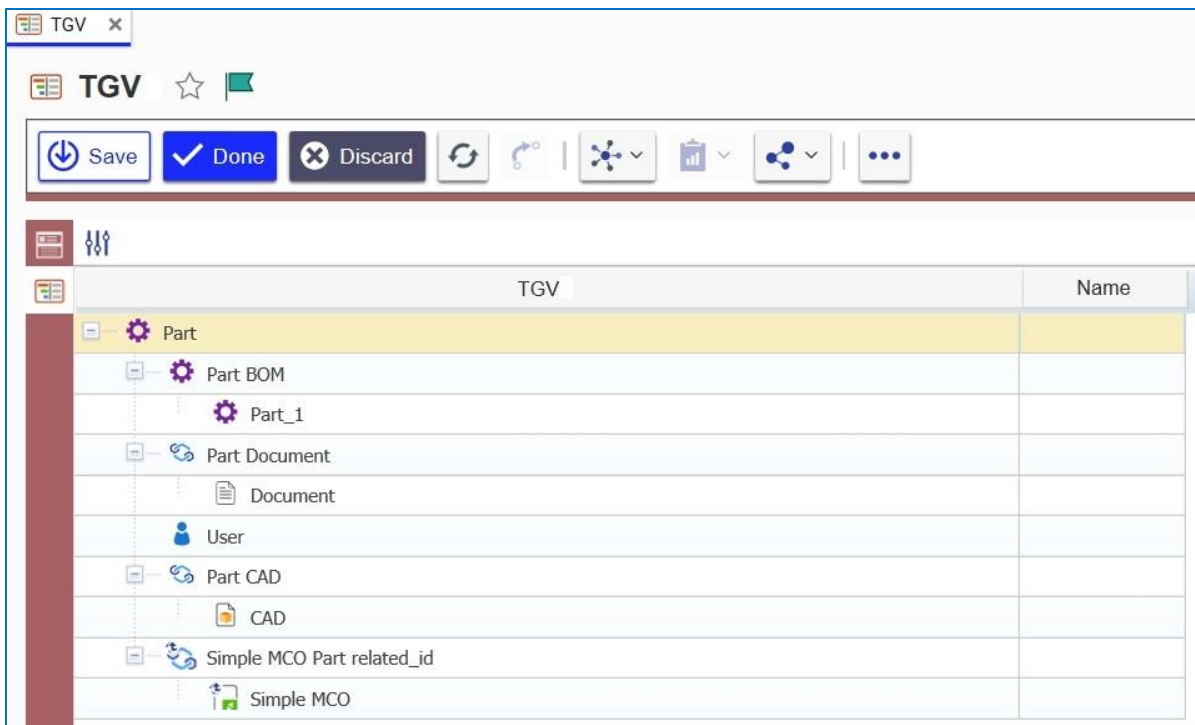 TGV
TGV
Save Done Discard
TGV Name
Part
Part BOM
Part_1
Part Document
Document
User
Part CAD
CAD
Simple MCO Part related_id
Simple MCO